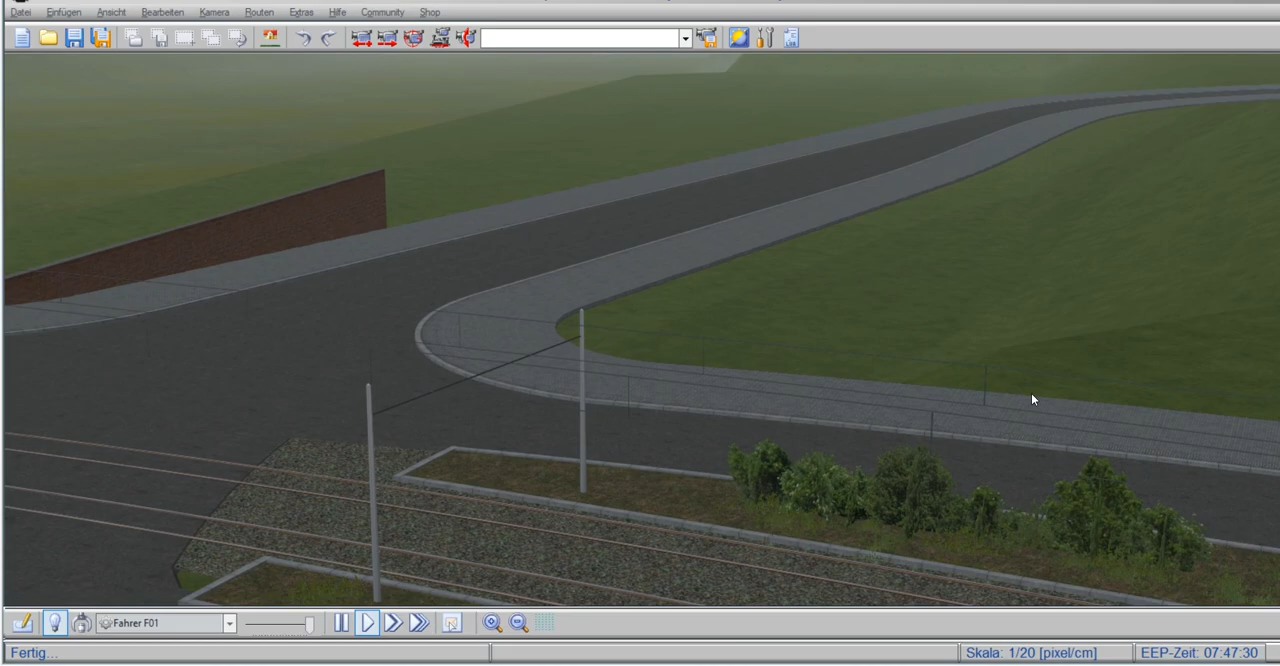 Datei Einfügen Ansicht Bearbeiten Kamera Routen Extras Hilfe Community Shop
Fahrer F01
Fertig... Skala: 1/20 [pixel/cm] EEP-Zeit: 07:47:30